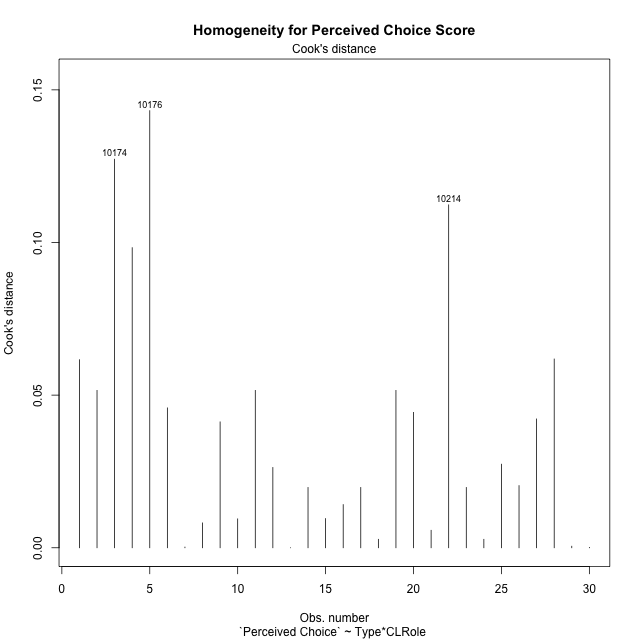 Homogeneity for Perceived Choice Score
Cook's distance
Cook's distance
0.15
0.10
0.05
0.00
10174
10176
10214
0 5 10 15 20 25 30
Obs. number
`Perceived Choice` ~ Type*CLRole